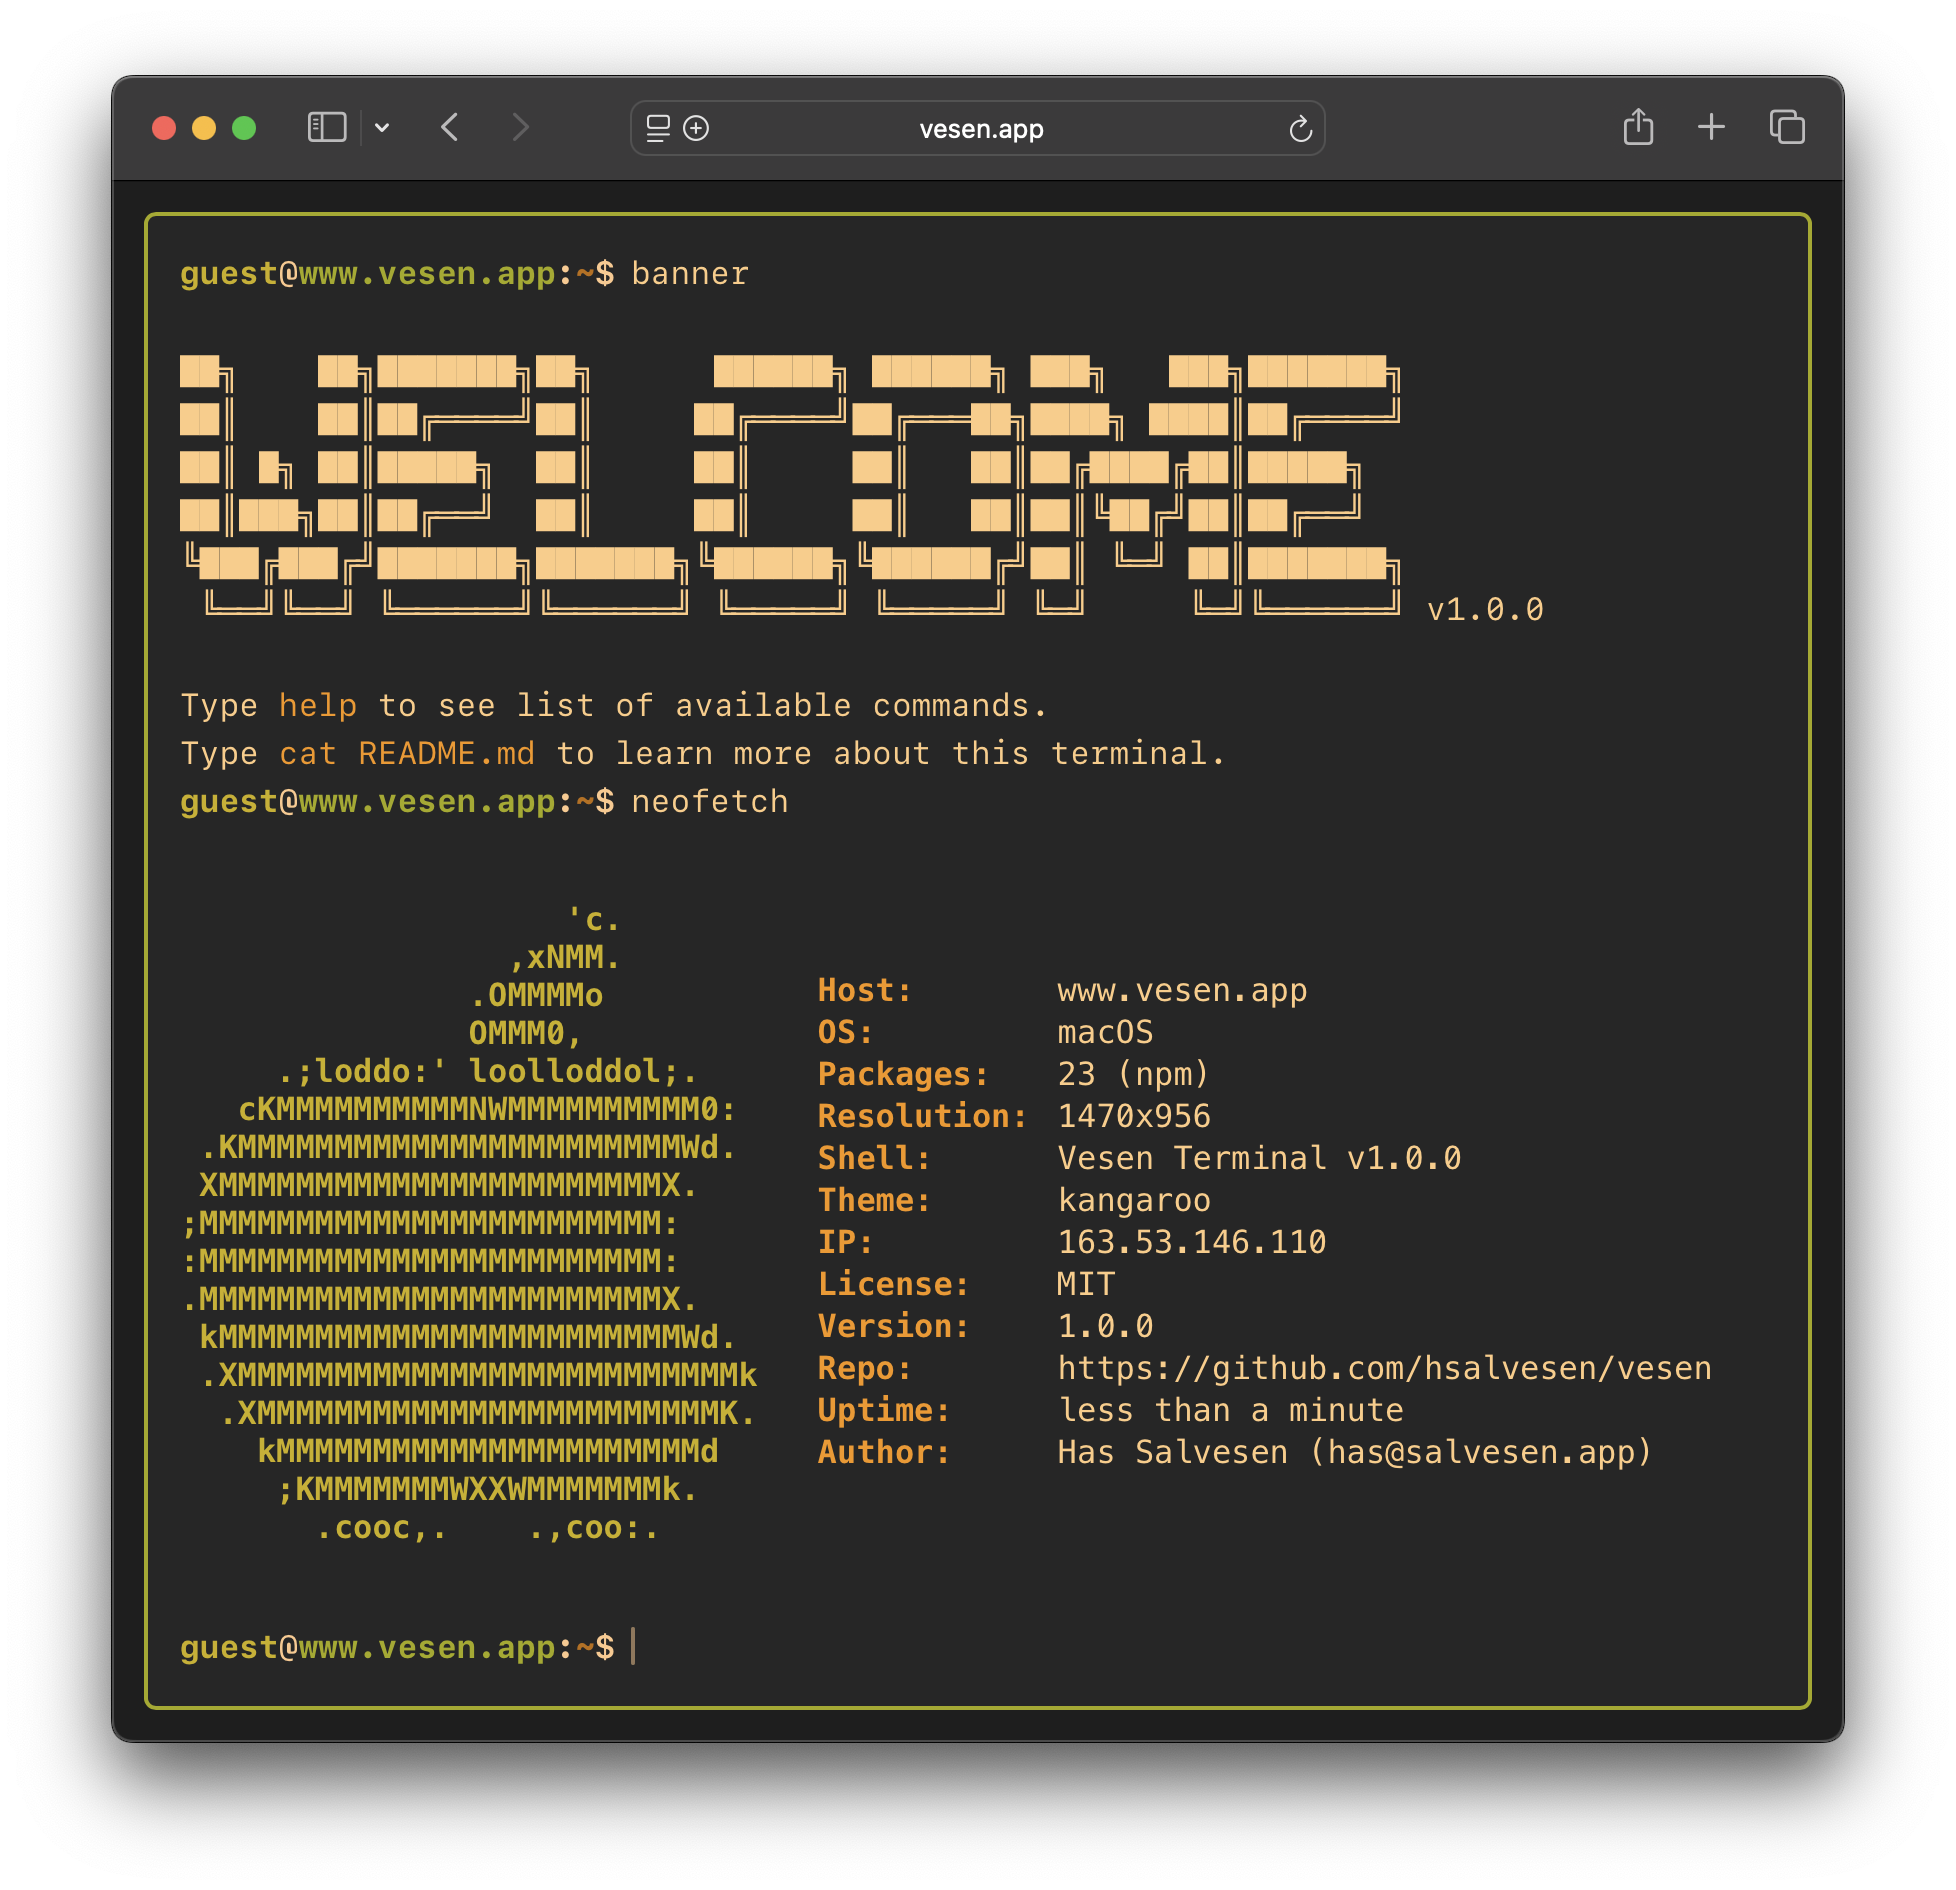 vesen.app
guest@www.vesen.app:~$ banner
WELCOME
v1.0.0
Type help to see list of available commands.
Type cat README.md to learn more about this terminal.
guest@www.vesen.app:~$ neofetch
'c.
,xNMM.
.OMMMMo
OMMM0,
.;loddo:' loolloddol;.
cKMMMMMMMMMMNWMMMMMMMMMM0:
.KMMMMMMMMMMMMMMMMMMMMMMMWd.
XMMMMMMMMMMMMMMMMMMMMMMMX.
;MMMMMMMMMMMMMMMMMMMMMMMM:
:MMMMMMMMMMMMMMMMMMMMMMMM:
.MMMMMMMMMMMMMMMMMMMMMMMMX.
kMMMMMMMMMMMMMMMMMMMMMMMMWd.
.XMMMMMMMMMMMMMMMMMMMMMMMMMMk
.XMMMMMMMMMMMMMMMMMMMMMMMMK.
kMMMMMMMMMMMMMMMMMMMMMMd
;KMMMMMMMWXXWMMMMMMMk.
.cooc,.    .,coo:.
Host: www.vesen.app
OS: macOS
Packages: 23 (npm)
Resolution: 1470x956
Shell: Vesen Terminal v1.0.0
Theme: kangaroo
IP: 163.53.146.110
License: MIT
Version: 1.0.0
Repo: https://github.com/hsalvesen/vesen
Uptime: less than a minute
Author: Has Salvesen (has@salvesen.app)
guest@www.vesen.app:~$